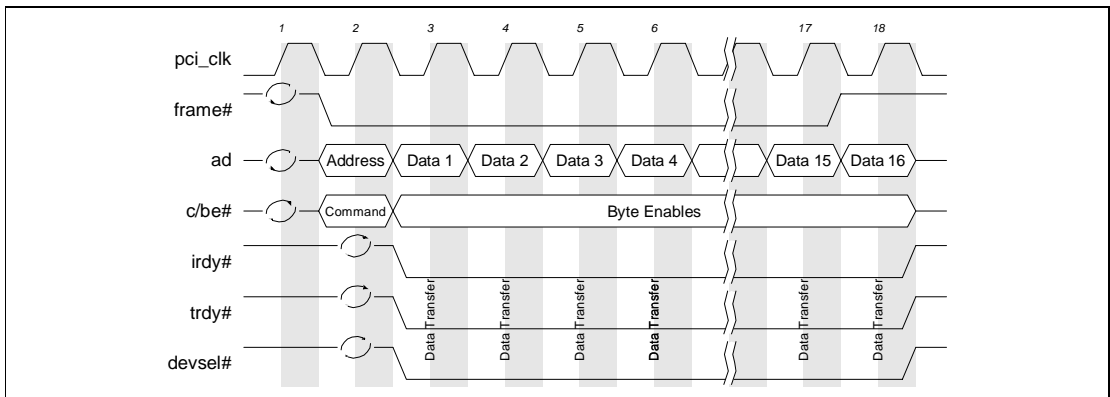 1 2 3 4 5 6 17 18
pci_clk
frame#
ad Address Data 1 Data 2 Data 3 Data 4 Data 15 Data 16
c/be# Command Byte Enables
irdy#
trdy#
Data Transfer Data Transfer Data Transfer Data Transfer Data Transfer Data Transfer
devsel#